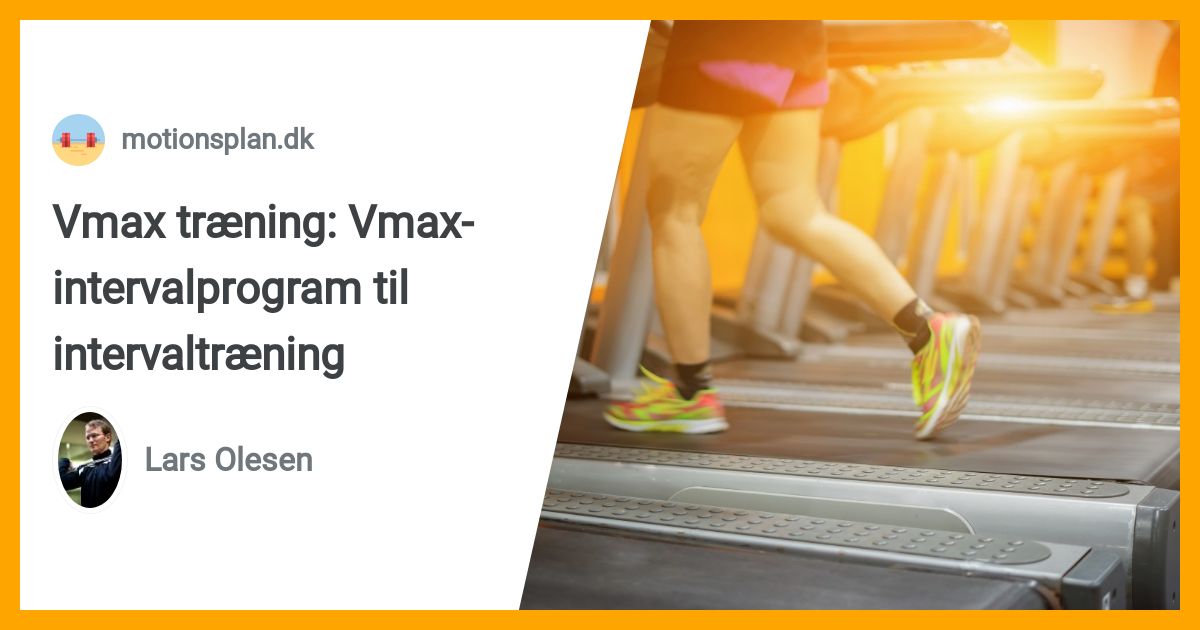 motionsplan.dk
Vmax træning: Vmax-
intervalprogram til
intervaltræning
Lars Olesen